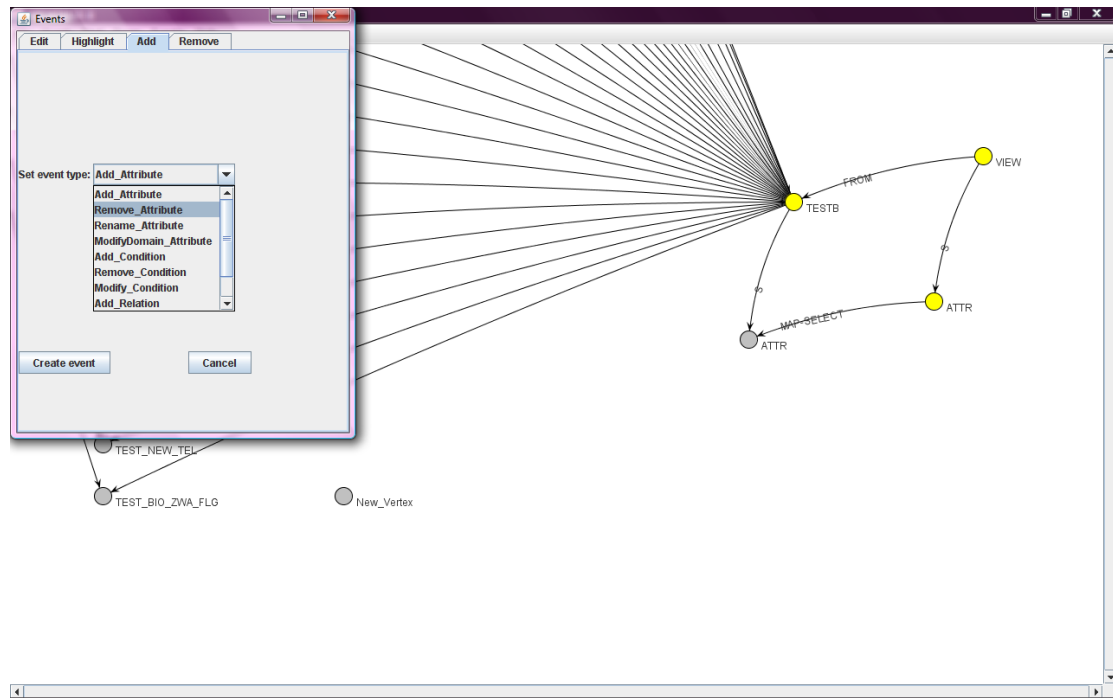 Events
Edit Highlight Add Remove
Set event type: Add_Attribute
Add_Attribute
Remove_Attribute
Rename_Attribute
ModifyDomain_Attribute
Add_Condition
Remove_Condition
Modify_Condition
Add_Relation
Create event Cancel
VIEW
FROM
TESTB
S
S
ATTR
MAP-SELECT
ATTR
TEST_NEW_TEL
TEST_BIO_ZWA_FLG
New_Vertex